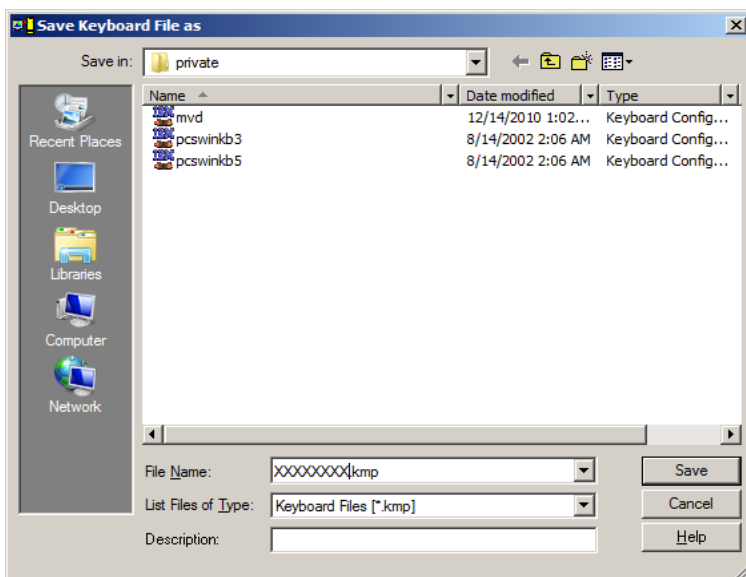 Save Keyboard File as
Save in: private
Name Date modified Type
mvd 12/14/2010 1:02... Keyboard Config...
pcswinkb3 8/14/2002 2:06 AM Keyboard Config...
pcswinkb5 8/14/2002 2:06 AM Keyboard Config...
Recent Places
Desktop
Libraries
Computer
Network
File Name: XXXXXXXX.kmp Save
List Files of Type: Keyboard Files [*.kmp] Cancel
Description: Help